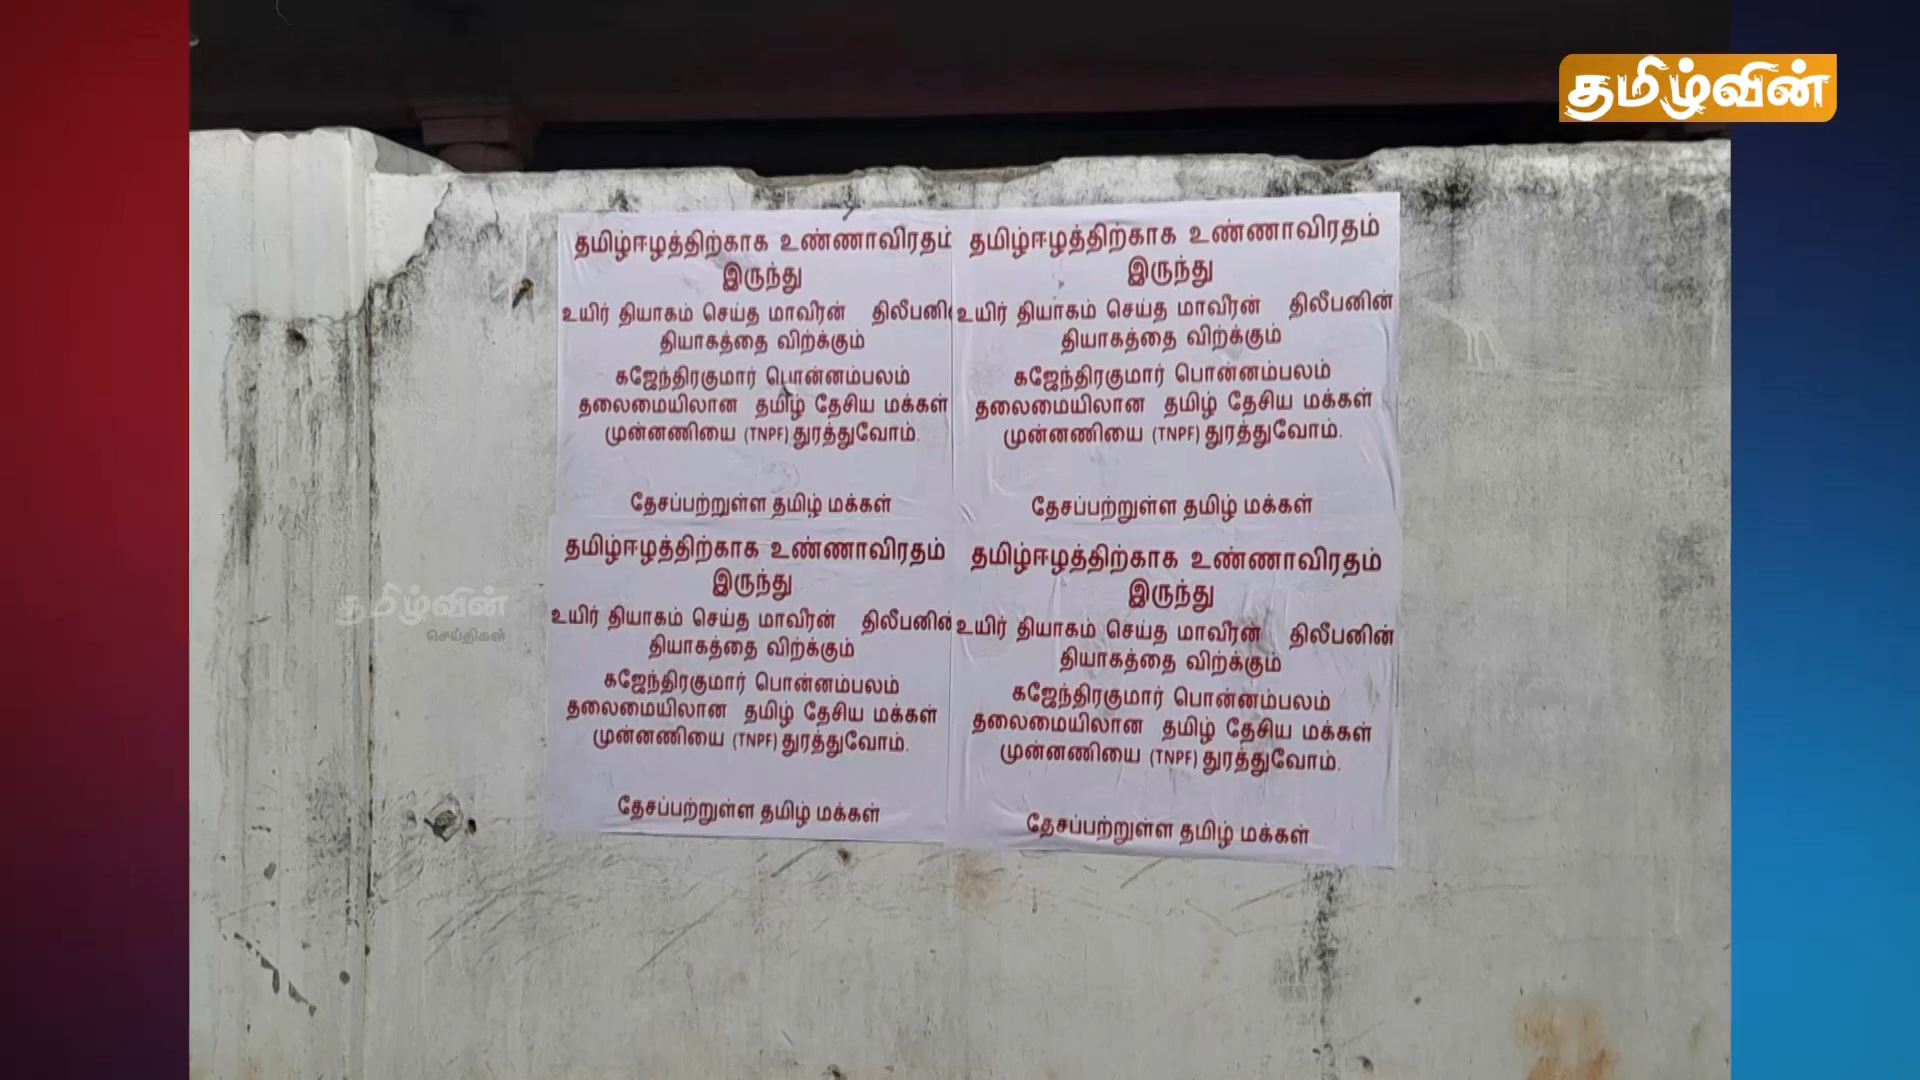 தமிழ்வின்
தமிழ்ஈழத்திற்காக உண்ணாவிரதம்
இருந்து
உயிர் தியாகம் செய்த மாவீரன் திலீபனி
தியாகத்தை விற்க்கும்
கஜேந்திரகுமார் பொன்னம்பலம்
தலைமையிலான தமிழ் தேசிய மக்கள்
முன்னணியை (TNPF) துரத்துவோம்.
தேசப்பற்றுள்ள தமிழ் மக்கள்
தமிழ்ஈழத்திற்காக உண்ணாவிரதம்
இருந்து
உயிர் தியாகம் செய்த மாவீரன் திலீபனின்
தியாகத்தை விற்க்கும்
கஜேந்திரகுமார் பொன்னம்பலம்
தலைமையிலான தமிழ் தேசிய மக்கள்
முன்னணியை (TNPF) துரத்துவோம்.
தேசப்பற்றுள்ள தமிழ் மக்கள்
தமிழ்ஈழத்திற்காக உண்ணாவிரதம்
இருந்து
உயிர் தியாகம் செய்த மாவீரன் திலீபனின்
தியாகத்தை விற்க்கும்
கஜேந்திரகுமார் பொன்னம்பலம்
தலைமையிலான தமிழ் தேசிய மக்கள்
முன்னணியை (TNPF) துரத்துவோம்.
தேசப்பற்றுள்ள தமிழ் மக்கள்
தமிழ்ஈழத்திற்காக உண்ணாவிரதம்
இருந்து
உயிர் தியாகம் செய்த மாவீரன் திலீபனின்
தியாகத்தை விற்க்கும்
கஜேந்திரகுமார் பொன்னம்பலம்
தலைமையிலான தமிழ் தேசிய மக்கள்
முன்னணியை (TNPF) துரத்துவோம்.
தேசப்பற்றுள்ள தமிழ் மக்கள்
தமிழ்வின்
செய்திகள்